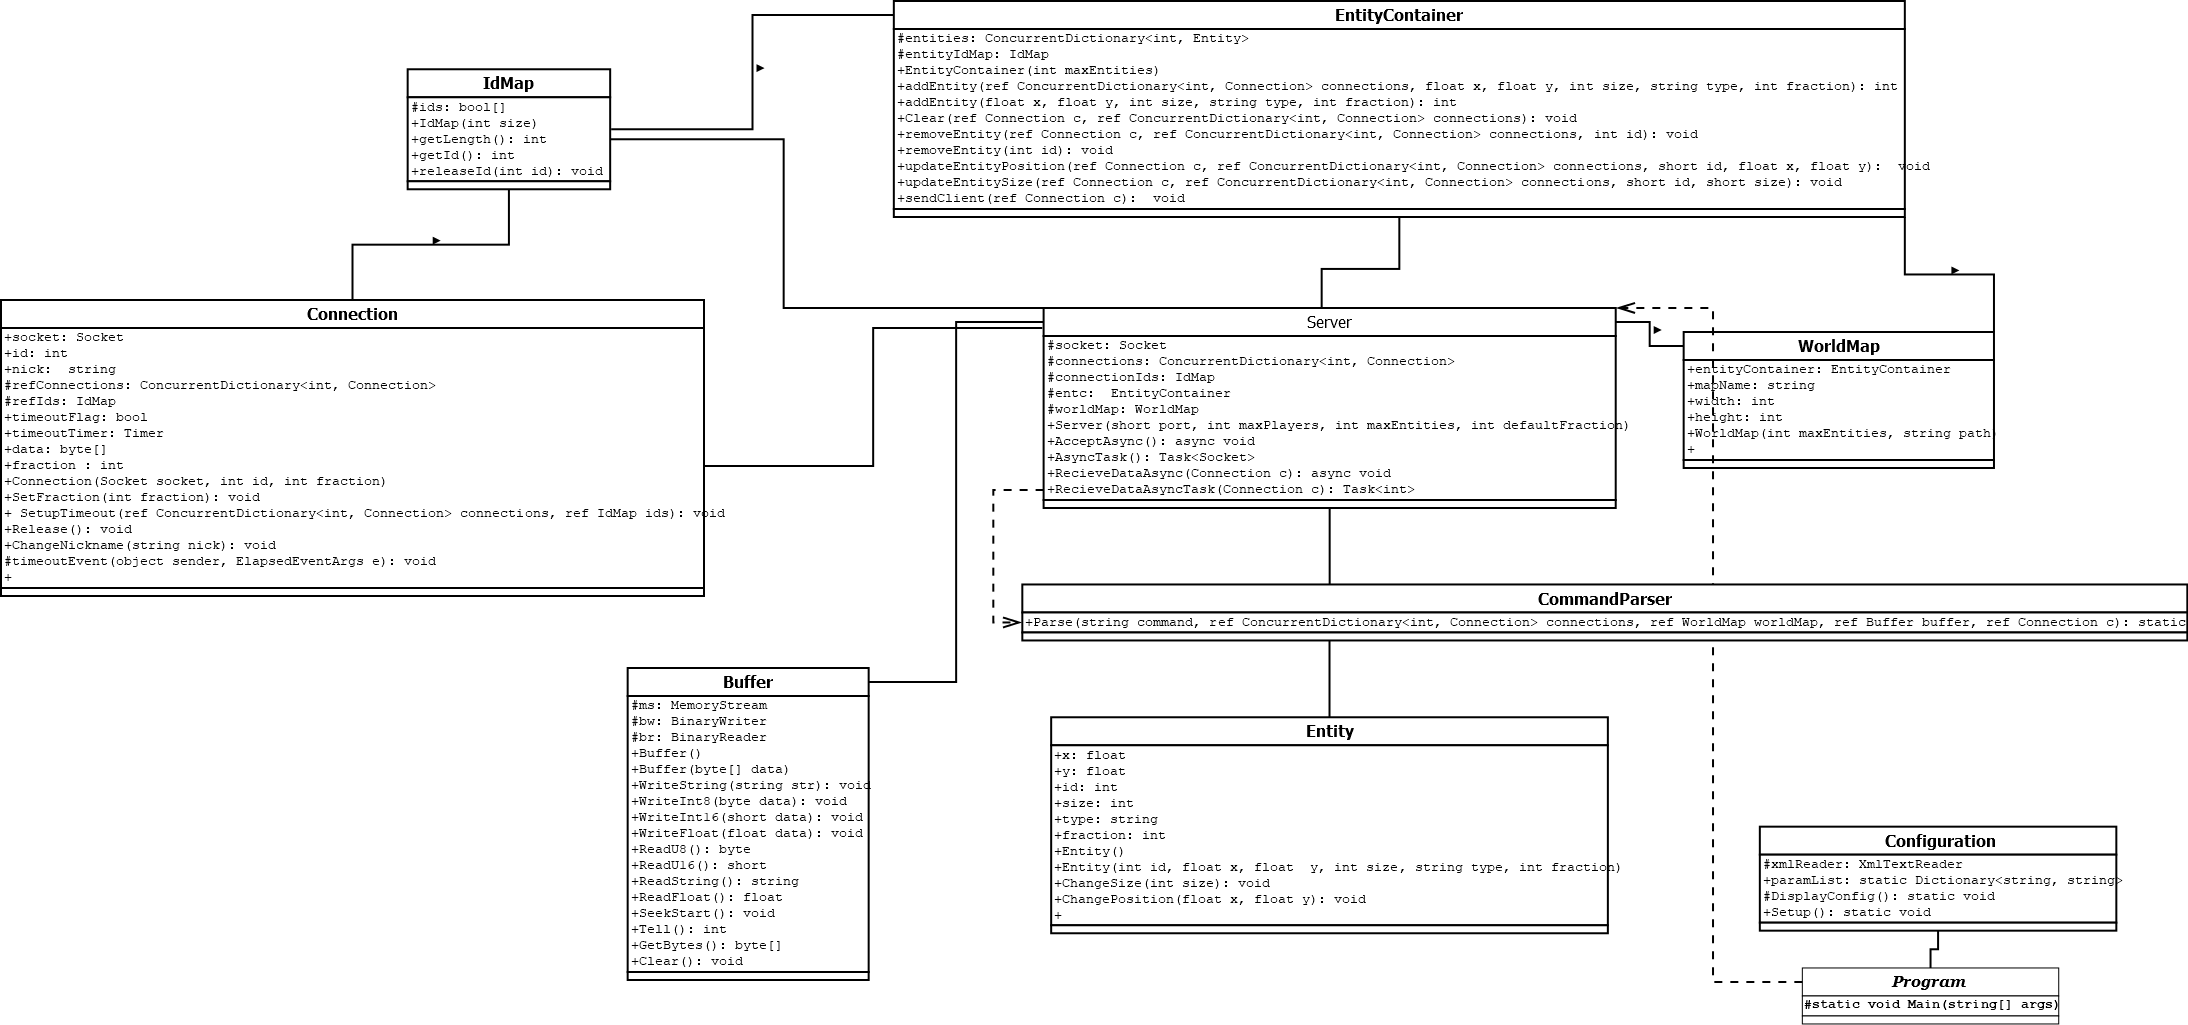 EntityContainer
#entities: ConcurrentDictionary<int, Entity>
#entityIdMap: IdMap
+EntityContainer(int maxEntities)
+addEntity(ref ConcurrentDictionary<int, Connection> connections, float x, float y, int size, string type, int fraction): int
+addEntity(float x, float y, int size, string type, int fraction): int
+Clear(ref Connection c, ref ConcurrentDictionary<int, Connection> connections): void
+removeEntity(ref Connection c, ref ConcurrentDictionary<int, Connection> connections, int id): void
+removeEntity(int id): void
+updateEntityPosition(ref Connection c, ref ConcurrentDictionary<int, Connection> connections, short id, float x, float y):  void
+updateEntitySize(ref Connection c, ref ConcurrentDictionary<int, Connection> connections, short id, short size): void
+sendClient(ref Connection c):  void
IdMap
#ids: bool[]
+IdMap(int size)
+getLength(): int
+getId(): int
+releaseId(int id): void
Connection
+socket: Socket
+id: int
+nick:  string
#refConnections: ConcurrentDictionary<int, Connection>
#refIds: IdMap
+timeoutFlag: bool
+timeoutTimer: Timer
+data: byte[]
+fraction : int
+Connection(Socket socket, int id, int fraction)
+SetFraction(int fraction): void
+ SetupTimeout(ref ConcurrentDictionary<int, Connection> connections, ref IdMap ids): void
+Release(): void
+ChangeNickname(string nick): void
#timeoutEvent(object sender, ElapsedEventArgs e): void
+
Server
#socket: Socket
#connections: ConcurrentDictionary<int, Connection>
#connectionIds: IdMap
#entc:  EntityContainer
#worldMap: WorldMap
+Server(short port, int maxPlayers, int maxEntities, int defaultFraction)
+AcceptAsync(): async void
+AsyncTask(): Task<Socket>
+RecieveDataAsync(Connection c): async void
+RecieveDataAsyncTask(Connection c): Task<int>
WorldMap
+entityContainer: EntityContainer
+mapName: string
+width: int
+height: int
+WorldMap(int maxEntities, string path)
+
CommandParser
+Parse(string command, ref ConcurrentDictionary<int, Connection> connections, ref WorldMap worldMap, ref Buffer buffer, ref Connection c): static
Buffer
#ms: MemoryStream
#bw: BinaryWriter
#br: BinaryReader
+Buffer()
+Buffer(byte[] data)
+WriteString(string str): void
+WriteInt8(byte data): void
+WriteInt16(short data): void
+WriteFloat(float data): void
+ReadU8(): byte
+ReadU16(): short
+ReadString(): string
+ReadFloat(): float
+SeekStart(): void
+Tell(): int
+GetBytes(): byte[]
+Clear(): void
Entity
+x: float
+y: float
+id: int
+size: int
+type: string
+fraction: int
+Entity()
+Entity(int id, float x, float  y, int size, string type, int fraction)
+ChangeSize(int size): void
+ChangePosition(float x, float y): void
+
Configuration
#xmlReader: XmlTextReader
+paramList: static Dictionary<string, string>
#DisplayConfig(): static void
+Setup(): static void
Program
#static void Main(string[] args)